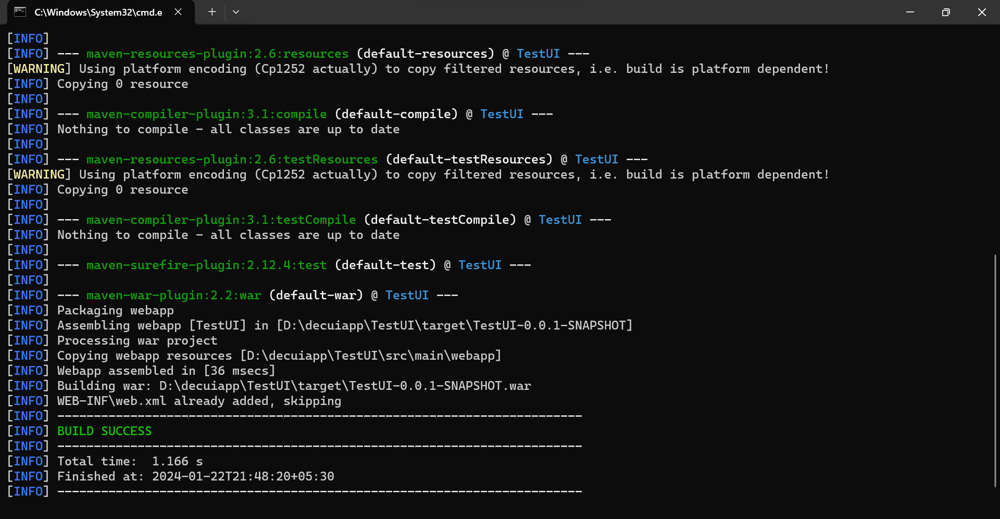 C:\Windows\System32\cmd.e
[INFO]
[INFO] --- maven-resources-plugin:2.6:resources (default-resources) @ TestUI ---
[WARNING] Using platform encoding (Cp1252 actually) to copy filtered resources, i.e. build is platform dependent!
[INFO] Copying 0 resource
[INFO]
[INFO] --- maven-compiler-plugin:3.1:compile (default-compile) @ TestUI ---
[INFO] Nothing to compile - all classes are up to date
[INFO]
[INFO] --- maven-resources-plugin:2.6:testResources (default-testResources) @ TestUI ---
[WARNING] Using platform encoding (Cp1252 actually) to copy filtered resources, i.e. build is platform dependent!
[INFO] Copying 0 resource
[INFO]
[INFO] --- maven-compiler-plugin:3.1:testCompile (default-testCompile) @ TestUI ---
[INFO] Nothing to compile - all classes are up to date
[INFO]
[INFO] --- maven-surefire-plugin:2.12.4:test (default-test) @ TestUI ---
[INFO]
[INFO] --- maven-war-plugin:2.2:war (default-war) @ TestUI ---
[INFO] Packaging webapp
[INFO] Assembling webapp [TestUI] in [D:\decuiapp\TestUI\target\TestUI-0.0.1-SNAPSHOT]
[INFO] Processing war project
[INFO] Copying webapp resources [D:\decuiapp\TestUI\src\main\webapp]
[INFO] Webapp assembled in [36 msecs]
[INFO] Building war: D:\decuiapp\TestUI\target\TestUI-0.0.1-SNAPSHOT.war
[INFO] WEB-INF\web.xml already added, skipping
[INFO] ------------------------------------------------------------------------
[INFO] BUILD SUCCESS
[INFO] ------------------------------------------------------------------------
[INFO] Total time:  1.166 s
[INFO] Finished at: 2024-01-22T21:48:20+05:30
[INFO] ------------------------------------------------------------------------